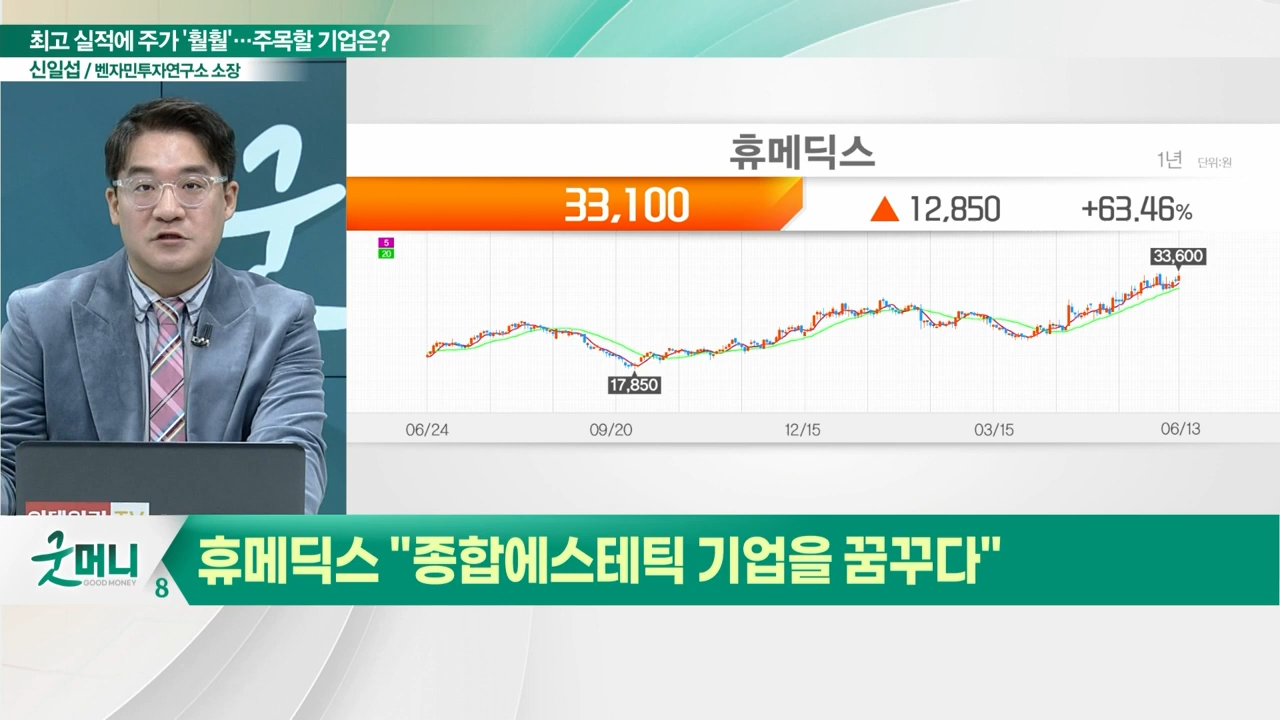 최고 실적에 주가 '훨훨'…주목할 기업은?
신일섭 / 벤자민투자연구소 소장
휴메딕스
1년 단위:원
33,100 ▲ 12,850 +63.46%
5
20
33,600
17,850
06/24 09/20 12/15 03/15 06/13
굿머니
GOOD MONEY
8
휴메딕스 "종합에스테틱 기업을 꿈꾸다"